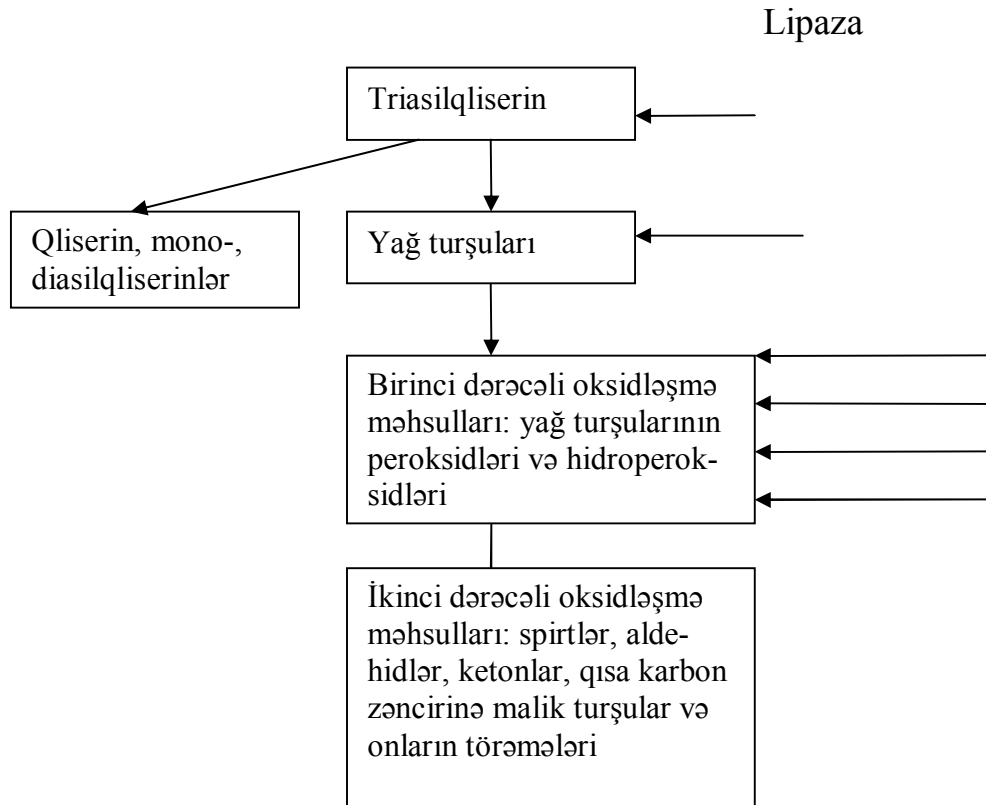 Lipaza
Triasilqliserin
Qliserin, mono-,
diasilqliserinlər
Yağ turşuları
Birinci dərəcəli oksidləşmə
məhsulları: yağ turşularının
peroksidləri və hidroperok-
sidləri
İkinci dərəcəli oksidləşmə
məhsulları: spirtlər, alde-
hidlər, ketonlar, qısa karbon
zəncirinə malik turşular və
onların törəmələri